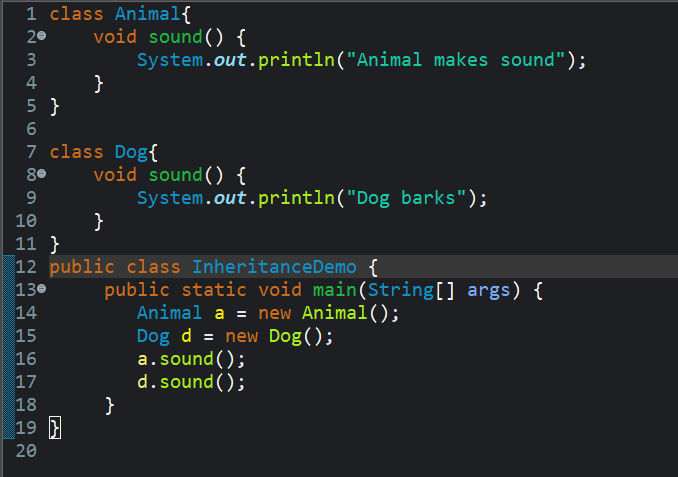 1 class Animal{
2 void sound() {
3 System.out.println("Animal makes sound");
4 }
5 }
6
7 class Dog{
8 void sound() {
9 System.out.println("Dog barks");
10 }
11 }
12 public class InheritanceDemo {
13 public static void main(String[] args) {
14 Animal a = new Animal();
15 Dog d = new Dog();
16 a.sound();
17 d.sound();
18 }
19 }
20